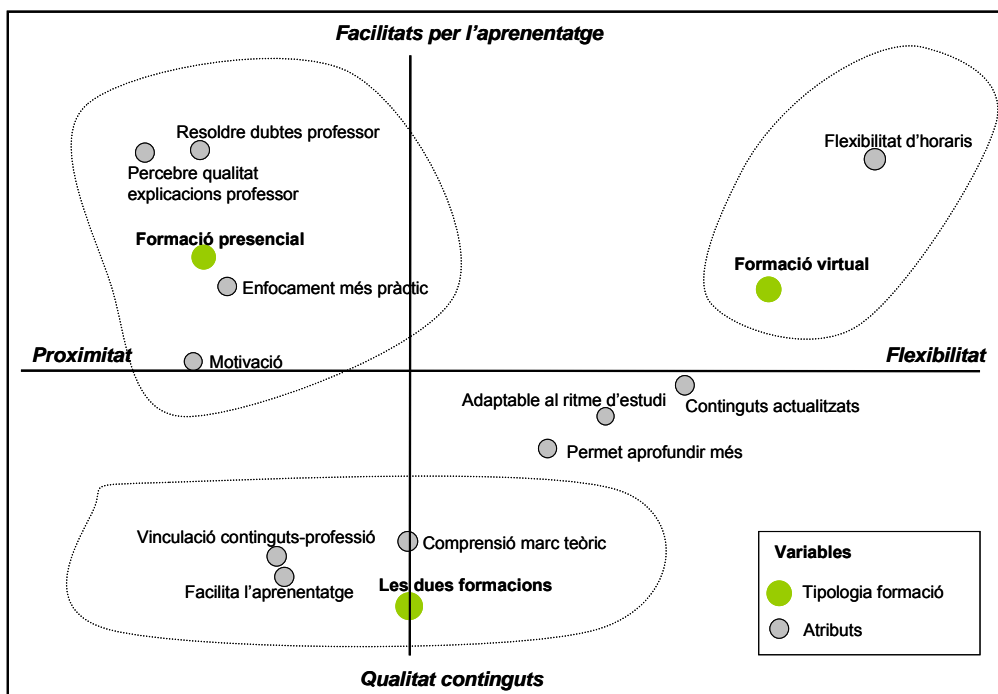 Facilitats per l'aprenentatge
Resoldre dubtes professor
Percebre qualitat
explicacions professor
Flexibilitat d'horaris
Formació presencial
Formació virtual
Enfocament més pràctic
Proximitat
Motivació
Flexibilitat
Adaptable al ritme d'estudi
Continguts actualitzats
Permet aprofundir més
Vinculació continguts-professió
Comprensió marc teòric
Facilita l'aprenentatge
Les dues formacions
Variables
Tipologia formació
Atributs
Qualitat continguts